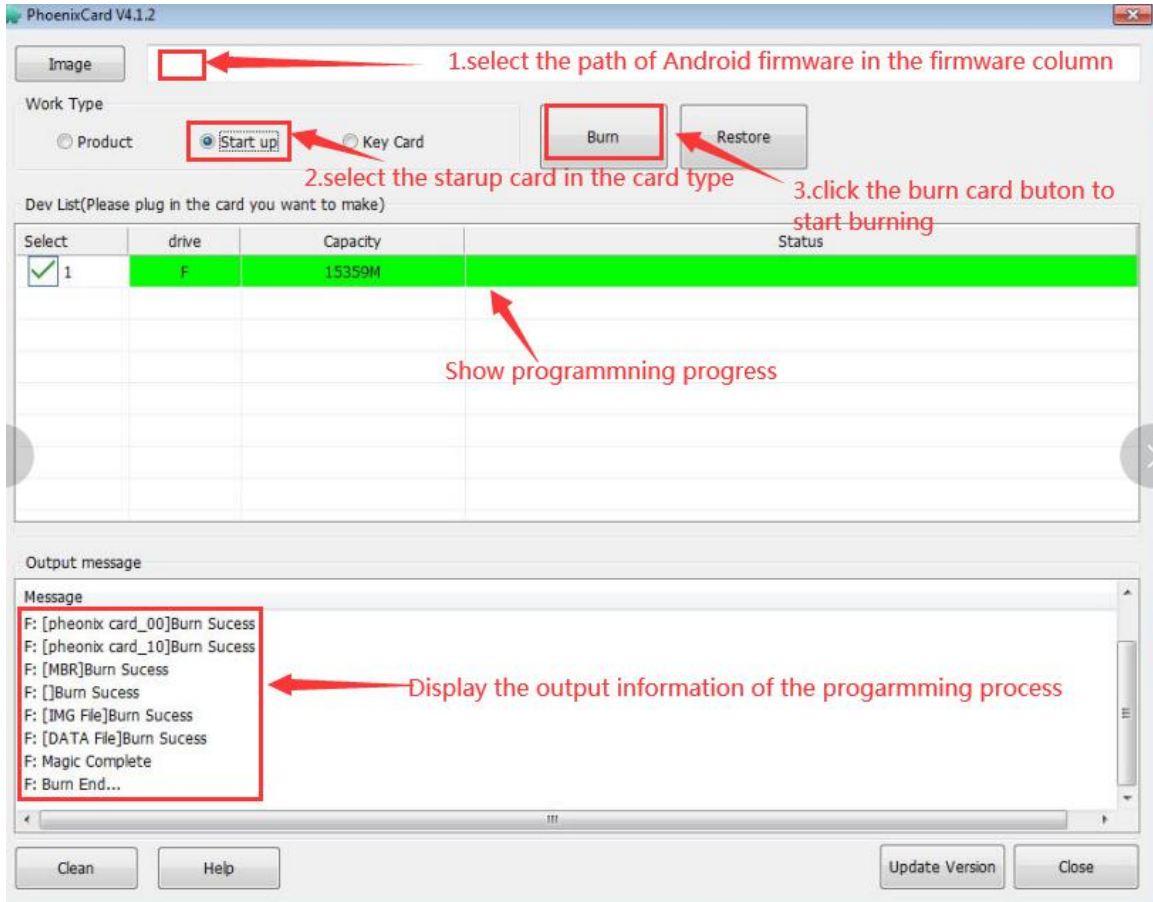 PhoenixCard V4.1.2
Image
1.select the path of Android firmware in the firmware column
Work Type
Product
Start up
Key Card
Burn
Restore
2.select the starup card in the card type
3.click the burn card buton to
start burning
Dev List(Please plug in the card you want to make)
Select drive Capacity Status
1 F 15359M
Show programmning progress
Output message
Message
F: [pheonix card_00]Burn Sucess
F: [pheonix card_10]Burn Sucess
F: [MBR]Burn Sucess
F: []Burn Sucess
F: [IMG File]Burn Sucess
F: [DATA File]Burn Sucess
F: Magic Complete
F: Burn End...
Display the output information of the progarmming process
Clean
Help
Update Version
Close